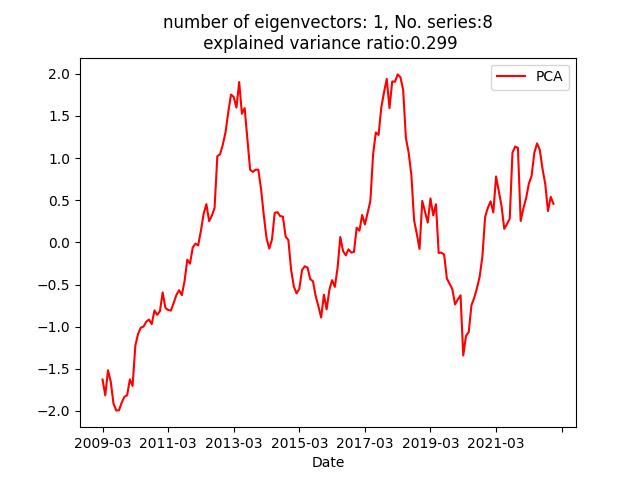 number of eigenvectors: 1, No. series:8
explained variance ratio:0.299
PCA
2.0
1.5
1.0
0.5
0.0
−0.5
−1.0
−1.5
−2.0
2009-03 2011-03 2013-03 2015-03 2017-03 2019-03 2021-03
Date